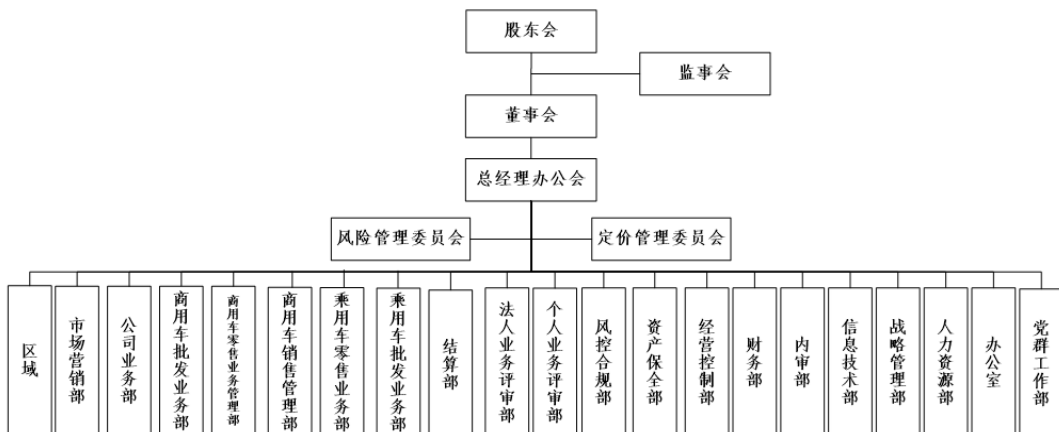 股东会
监事会
董事会
总经理办公会
风险管理委员会
定价管理委员会
区域
市场营销部
公司业务部
商用车批发业务部
商用车零售业务管理部
商用车销售管理部
乘用车零售业务部
乘用车批发业务部
结算部
法人业务评审部
个人业务评审部
风控合规部
资产保全部
经营控制部
财务部
内审部
信息技术部
战略管理部
人力资源部
办公室
党群工作部